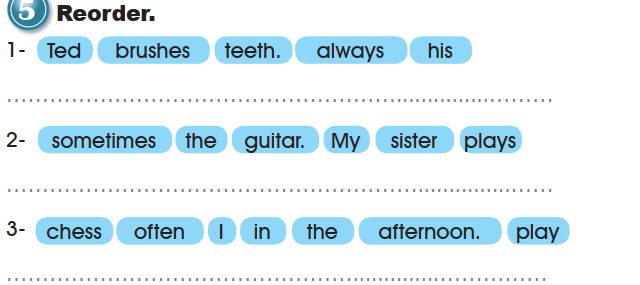 5 Reorder.
1- Ted brushes teeth. always his
2- sometimes the guitar. My sister plays
3- chess often I in the afternoon. play